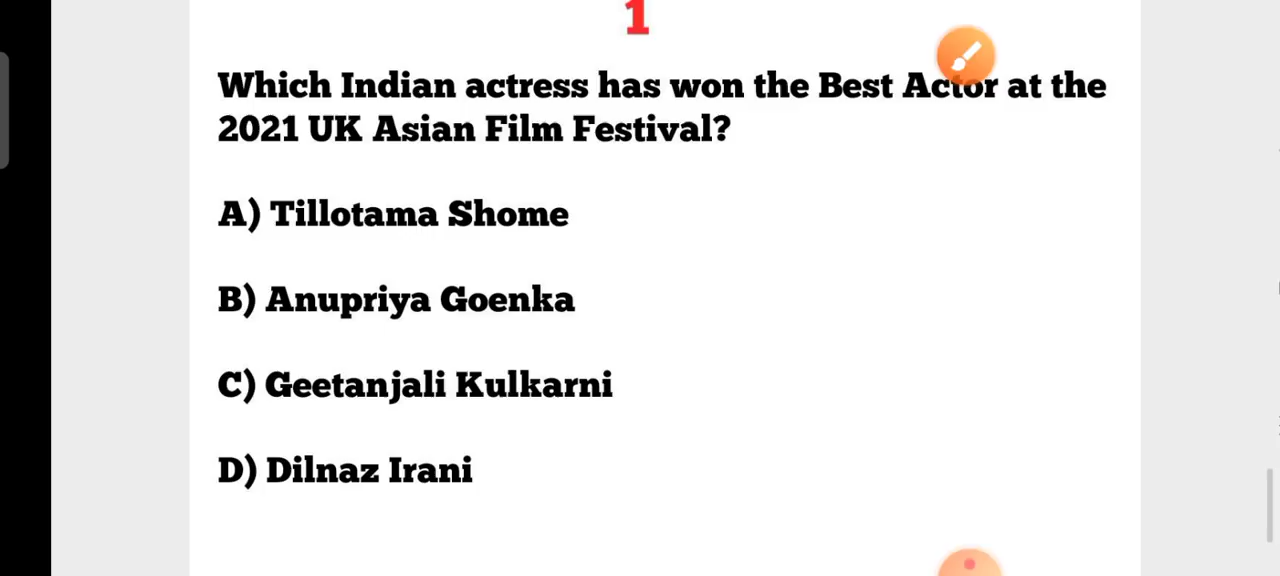 1
Which Indian actress has won the Best Actor at the
2021 UK Asian Film Festival?
A) Tillotama Shome
B) Anupriya Goenka
C) Geetanjali Kulkarni
D) Dilnaz Irani